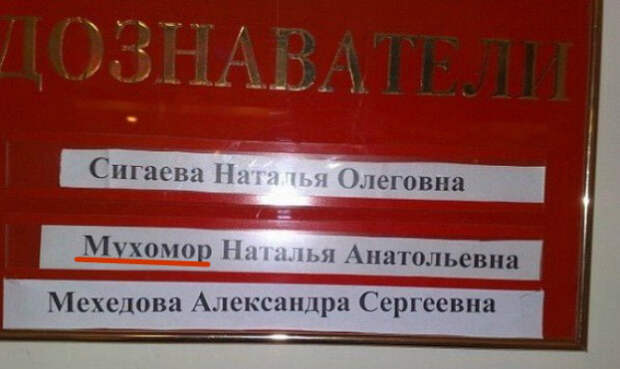 ДОЗНАВАТЕЛИ
Сигаева Наталья Олеговна
Мухомор Наталья Анатольевна
Мехедова Александра Сергеевна